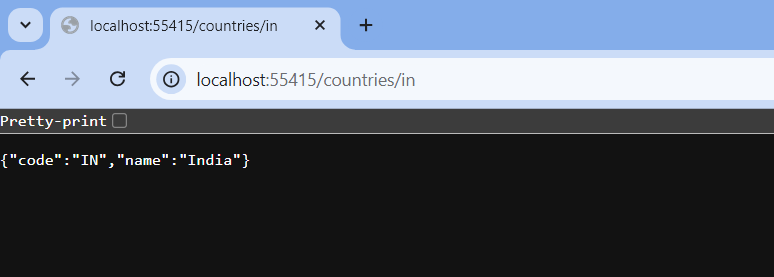 localhost:55415/countries/in
localhost:55415/countries/in
Pretty-print
{"code":"IN","name":"India"}